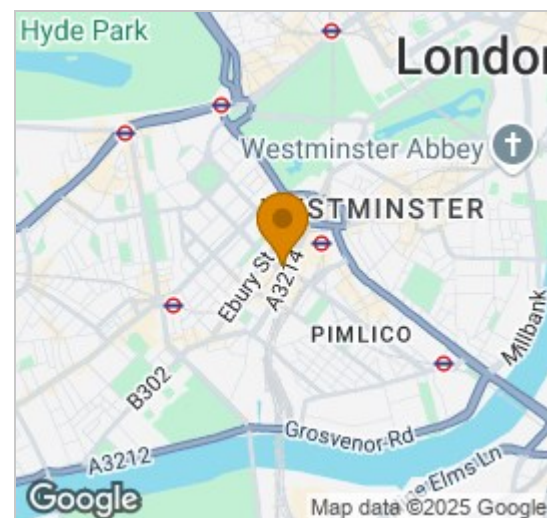 Hyde Park
London
Westminster Abbey
STMINSTER
Ebury St
A3214
PIMLICO
Millbank
B302
Grosvenor Rd
A3212
ne Elms Ln
Google
Map data ©2025 Google